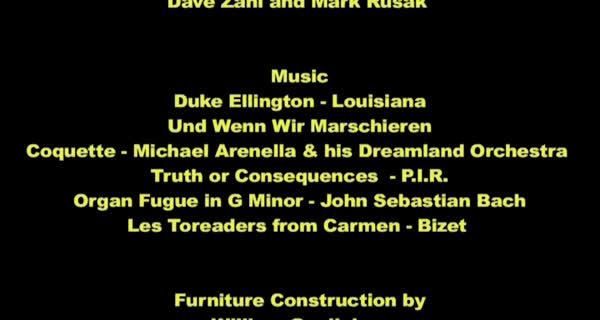 Dave Zani and Mark Rusak
Music
Duke Ellington - Louisiana
Und Wenn Wir Marschieren
Coquette - Michael Arenella & his Dreamland Orchestra
Truth or Consequences - P.I.R.
Organ Fugue in G Minor - John Sebastian Bach
Les Toreaders from Carmen - Bizet
Furniture Construction by